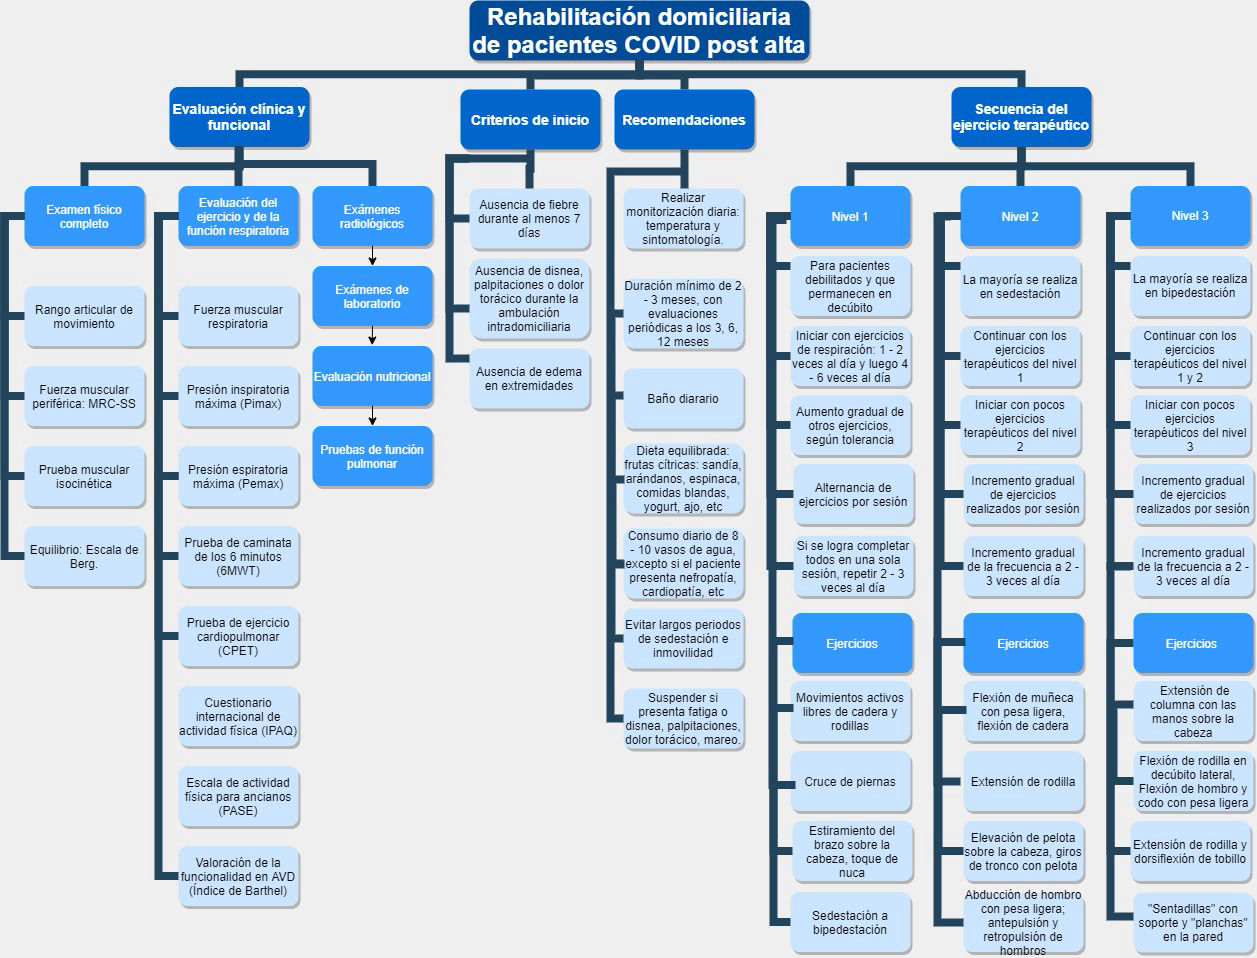 Rehabilitación domiciliaria
de pacientes COVID post alta
Evaluación clínica y
funcional
Examen físico
completo
Rango articular de
movimiento
Fuerza muscular
periférica: MRC-SS
Prueba muscular
isocinética
Equilibrio: Escala de
Berg.
Evaluación del
ejercicio y de la
función respiratoria
Fuerza muscular
respiratoria
Presión inspiratoria
máxima (Pimax)
Presión espiratoria
máxima (Pemax)
Prueba de caminata
de los 6 minutos
(6MWT)
Prueba de ejercicio
cardiopulmonar
(CPET)
Cuestionario
internacional de
actividad física (IPAQ)
Escala de actividad
física para ancianos
(PASE)
Valoración de la
funcionalidad en AVD
(Índice de Barthel)
Exámenes
radiológicos
Exámenes de
laboratorio
Evaluación nutricional
Pruebas de función
pulmonar
Criterios de inicio
Ausencia de fiebre
durante al menos 7
días
Ausencia de disnea,
palpitaciones o dolor
torácico durante la
ambulación
intradomiciliaria
Ausencia de edema
en extremidades
Recomendaciones
Realizar
monitorización diaria:
temperatura y
sintomatología.
Duración mínimo de 2
- 3 meses, con
evaluaciones
periódicas a los 3, 6,
12 meses
Baño diarario
Dieta equilibrada:
frutas cítricas: sandía,
arándanos, espinaca,
comidas blandas,
yogurt, ajo, etc
Consumo diario de 8
- 10 vasos de agua,
excepto si el paciente
presenta nefropatía,
cardiopatía, etc
Evitar largos periodos
de sedestación e
inmovilidad
Suspender si
presenta fatiga o
disnea, palpitaciones,
dolor torácico, mareo.
Secuencia del
ejercicio terapéutico
Nivel 1
Para pacientes
debilitados y que
permanecen en
decúbito
Iniciar con ejercicios
de respiración: 1 - 2
veces al día y luego 4
- 6 veces al día
Aumento gradual de
otros ejercicios,
según tolerancia
Alternancia de
ejercicios por sesión
Si se logra completar
todos en una sola
sesión, repetir 2 - 3
veces al día
Ejercicios
Movimientos activos
libres de cadera y
rodillas
Cruce de piernas
Estiramiento del
brazo sobre la
cabeza, toque de
nuca
Sedestación a
bipedestación
Nivel 2
La mayoría se realiza
en sedestación
Continuar con los
ejercicios
terapéuticos del nivel
1
Iniciar con pocos
ejercicios
terapéuticos del nivel
2
Incremento gradual
de ejercicios
realizados por sesión
Incremento gradual
de la frecuencia a 2 -
3 veces al día
Ejercicios
Flexión de muñeca
con pesa ligera,
flexión de cadera
Extensión de rodilla
Elevación de pelota
sobre la cabeza, giros
de tronco con pelota
Abducción de hombro
con pesa ligera;
antepulsión y
retropulsión de
hombros
Nivel 3
La mayoría se realiza
en bipedestación
Continuar con los
ejercicios
terapéuticos del nivel
1 y 2
Iniciar con pocos
ejercicios
terapéuticos del nivel
3
Incremento gradual
de ejercicios
realizados por sesión
Incremento gradual
de la frecuencia a 2 -
3 veces al día
Ejercicios
Extensión de
columna con las
manos sobre la
cabeza
Flexión de rodilla en
decúbito lateral,
Flexión de hombro y
codo con pesa ligera
Extensión de rodilla y
dorsiflexión de tobillo
"Sentadillas" con
soporte y "planchas"
en la pared